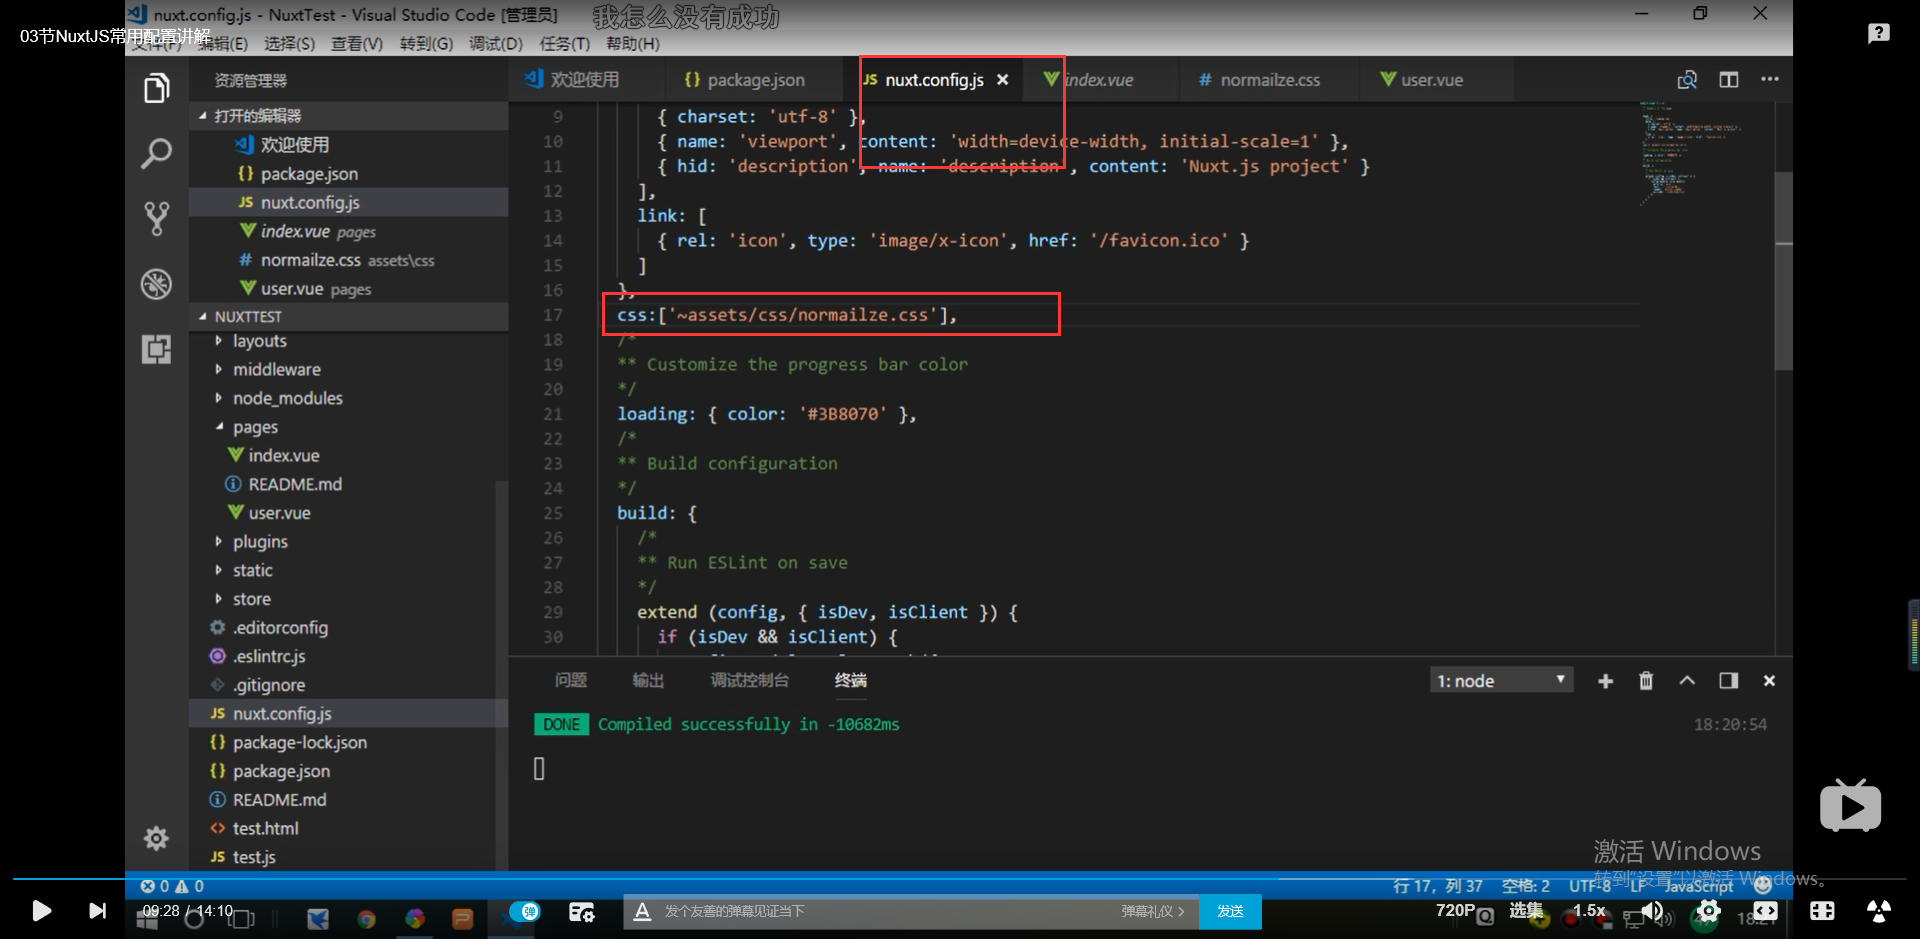 nuxt.config.js - NuxtTest - Visual Studio Code [管理员]
我怎么没有成功
03节NuxtJS常用配置讲解
文件(F) 编辑(E) 选择(S) 查看(V) 转到(G) 调试(D) 任务(T) 帮助(H)
资源管理器
打开的编辑器
欢迎使用
{} package.json
JS nuxt.config.js
index.vue pages
# normailze.css assets\css
user.vue pages
NUXTTEST
layouts
middleware
node_modules
pages
index.vue
README.md
user.vue
plugins
static
store
.editorconfig
.eslintrc.js
.gitignore
JS nuxt.config.js
{} package-lock.json
{} package.json
README.md
<> test.html
JS test.js
欢迎使用 {} package.json JS nuxt.config.js × index.vue # normailze.css user.vue
9 { charset: 'utf-8' },
10 { name: 'viewport', content: 'width=device-width, initial-scale=1' },
11 { hid: 'description', name: 'description', content: 'Nuxt.js project' }
12 ],
13 link: [
14 { rel: 'icon', type: 'image/x-icon', href: '/favicon.ico' }
15 ]
16 },
17 css:['~assets/css/normailze.css'],
18 /*
19 ** Customize the progress bar color
20 */
21 loading: { color: '#3B8070' },
22 /*
23 ** Build configuration
24 */
25 build: {
26 /*
27 ** Run ESLint on save
28 */
29 extend (config, { isDev, isClient }) {
30 if (isDev && isClient) {
问题 输出 调试控制台 终端
1: node
DONE Compiled successfully in -10682ms
18:20:54
激活 Windows
转到"设置"以激活 Windows。
0 0
行 17，列 37 空格: 2 UTF-8 LF JavaScript
09:28 / 14:10
弹
发个友善的弹幕见证当下
弹幕礼仪 >
发送
720P
选集
1.5x